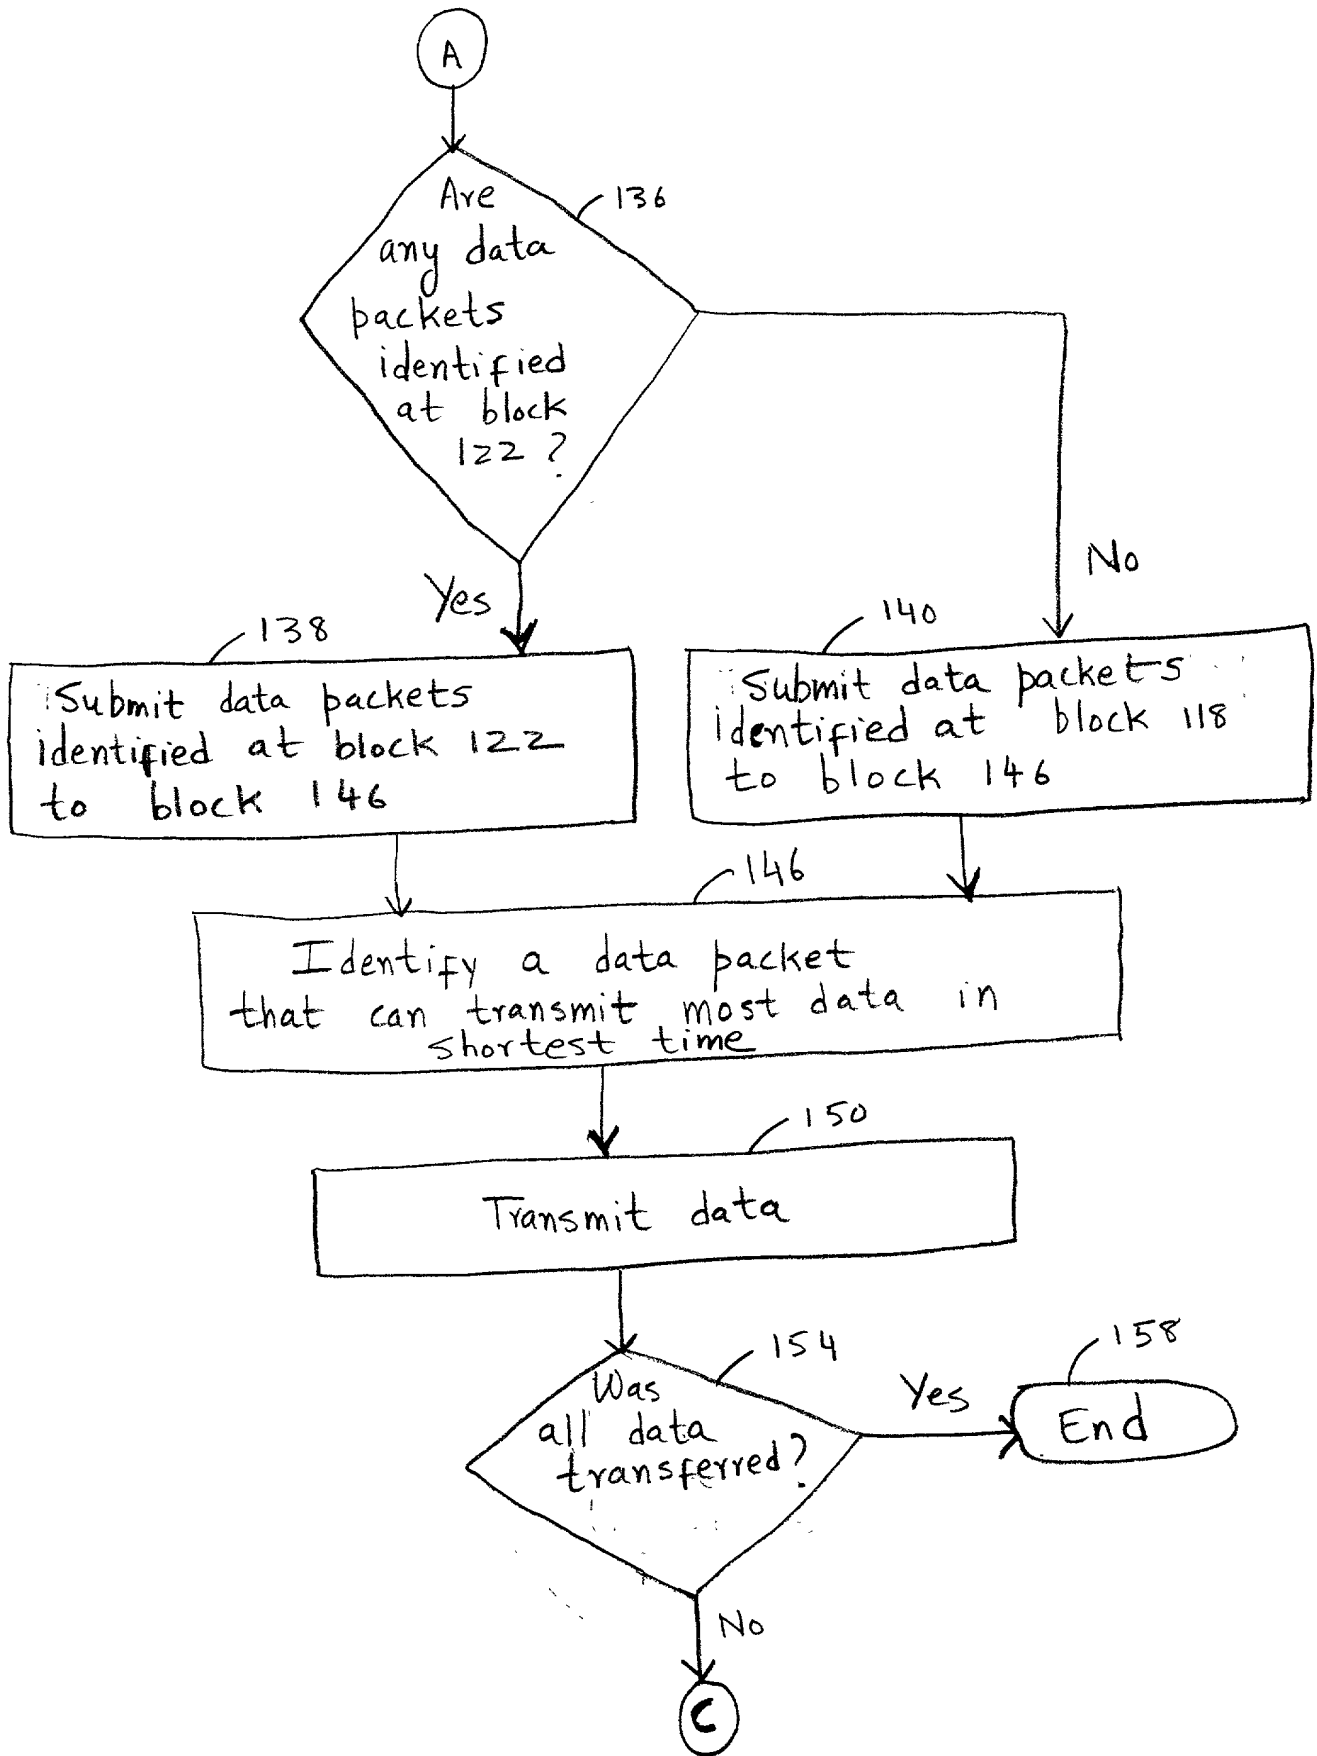 A
Are
136
any data
packets
identified
at block
122?
Yes
No
138
140
Submit data packets
identified at block 122
to block 146
Submit data packets
identified at block 118
to block 146
146
Identify a data packet
that can transmit most data in
shortest time
150
Transmit data
154
158
Was
all data
transferred?
Yes
End
No
C